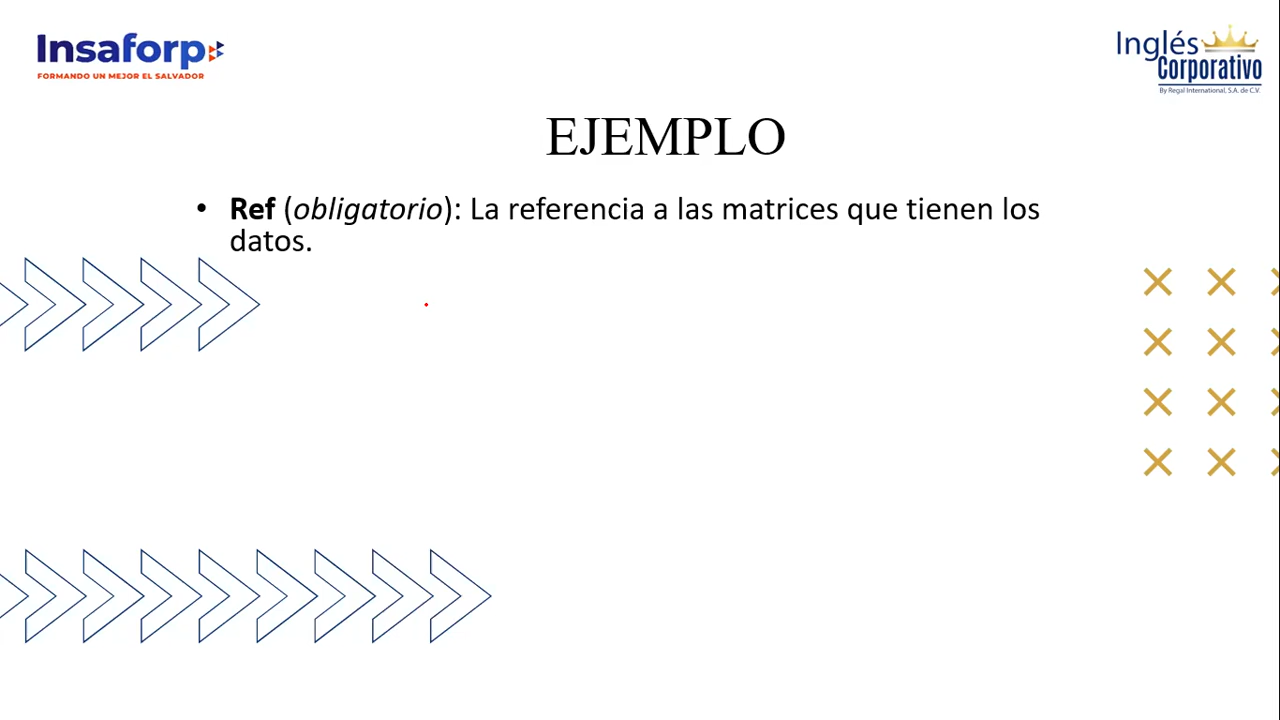 Insaforp
FORMANDO UN MEJOR EL SALVADOR
Inglés
Corporativo
By Regal International, S.A. de C.V.
EJEMPLO
• Ref (obligatorio): La referencia a las matrices que tienen los
datos.